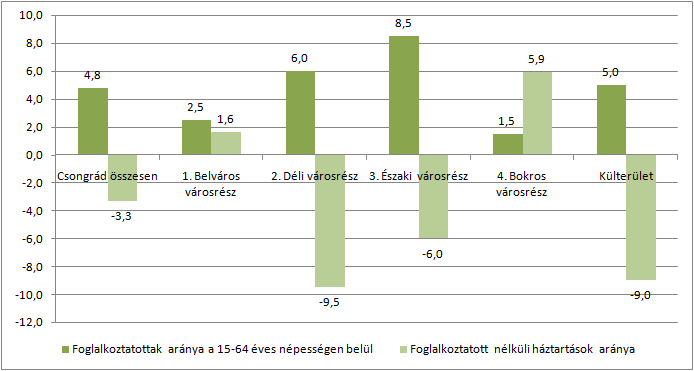 10,0
8,0
6,0
4,0
2,0
0,0
-2,0
-4,0
-6,0
-8,0
-10,0
-12,0
4,8
-3,3
2,5
1,6
6,0
-9,5
8,5
-6,0
1,5
5,9
5,0
-9,0
Csongrád összesen
1. Belváros
városrész
2. Déli városrész
3. Északi városrész
4. Bokros
városrész
Külterület
Foglalkoztatottak aránya a 15-64 éves népességen belül
Foglalkoztatott nélküli háztartások aránya